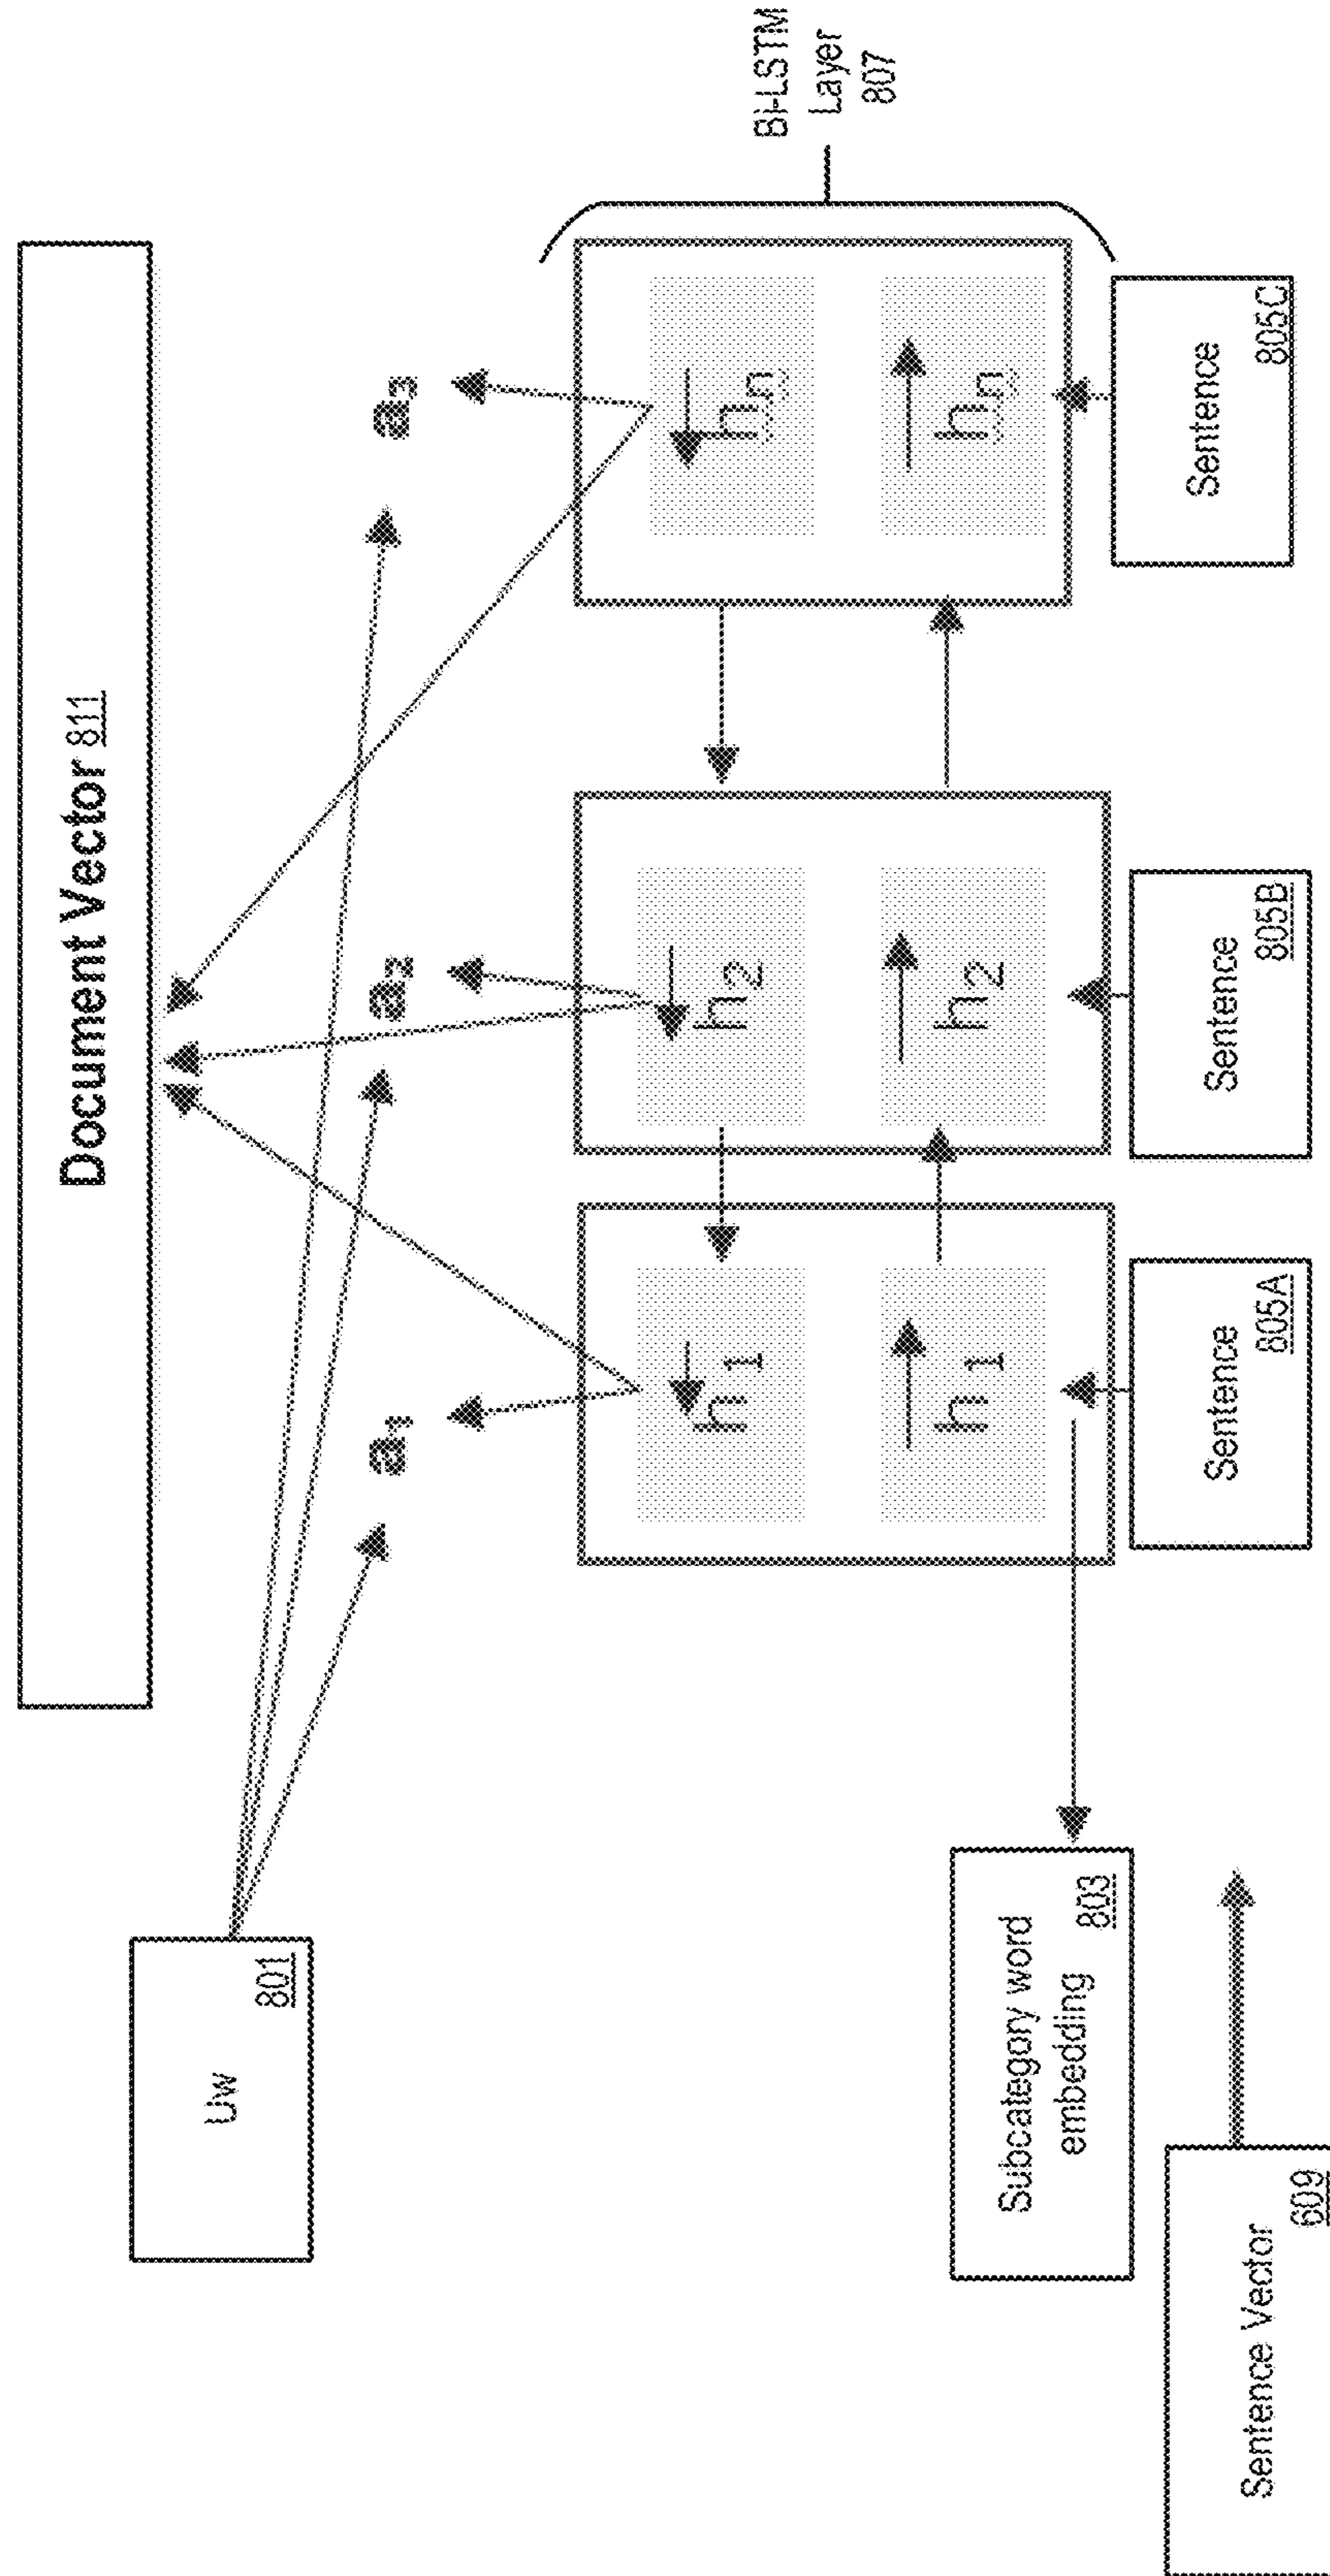 Document Vector 811
Uw
801
a1
a2
a3
h1
h2
hn
h1
h2
hn
Bi-LSTM
Layer
807
Subcategory word
embedding
803
Sentence
805A
Sentence
805B
Sentence
805C
Sentence Vector
609